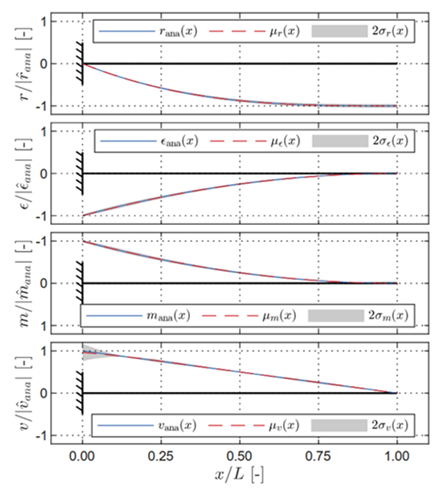 r_ana(x) μ_r(x) 2σ_r(x)
r/|r̂_ana| [-]
0
-1
ϵ_ana(x) μ_ϵ(x) 2σ_ϵ(x)
ϵ/|ϵ̂_ana| [-]
1
0
-1
m/|m̂_ana| [-]
-1
0
1
m_ana(x) μ_m(x) 2σ_m(x)
v/|v̂_ana| [-]
1
0
-1
v_ana(x) μ_v(x) 2σ_v(x)
0.00 0.25 0.50 0.75 1.00
x/L [-]